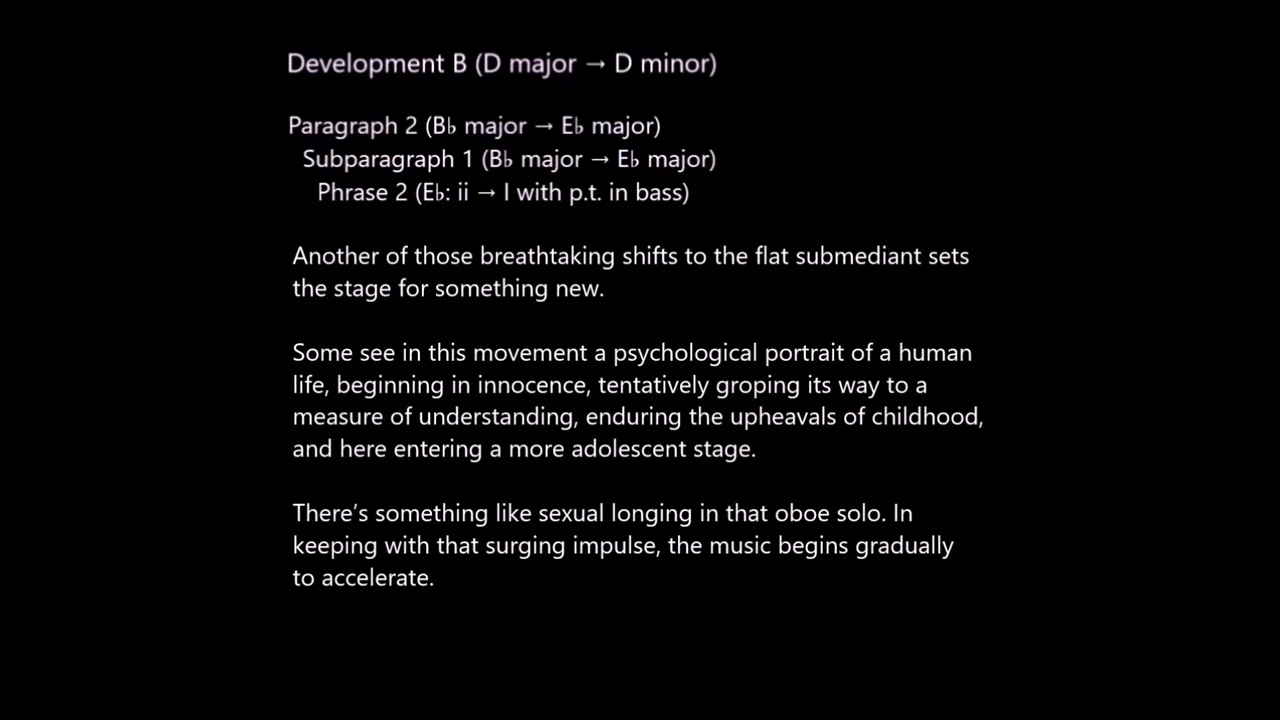 Development B (D major → D minor)
Paragraph 2 (B♭ major → E♭ major)
Subparagraph 1 (B♭ major → E♭ major)
Phrase 2 (E♭: ii → I with p.t. in bass)
Another of those breathtaking shifts to the flat submediant sets
the stage for something new.
Some see in this movement a psychological portrait of a human
life, beginning in innocence, tentatively groping its way to a
measure of understanding, enduring the upheavals of childhood,
and here entering a more adolescent stage.
There’s something like sexual longing in that oboe solo. In
keeping with that surging impulse, the music begins gradually
to accelerate.